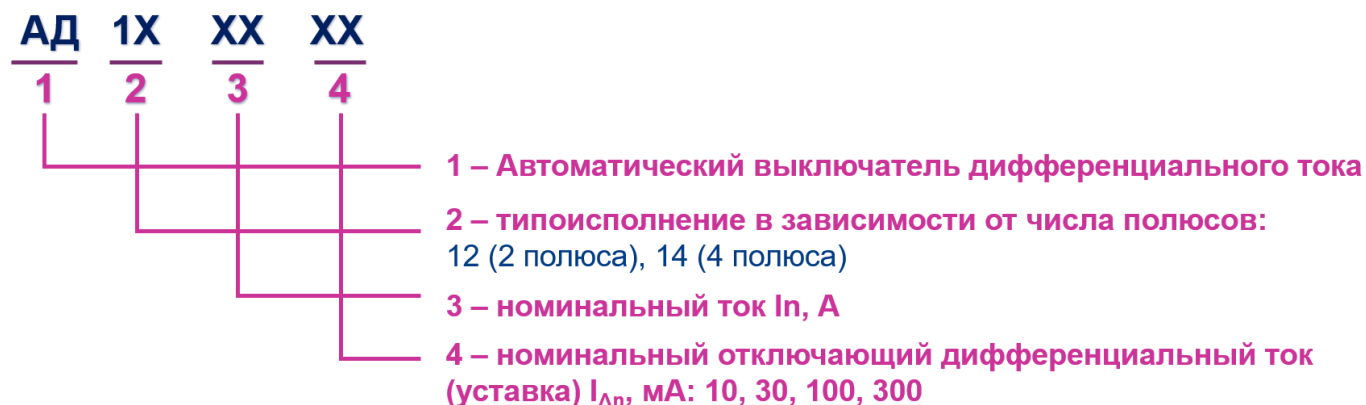 АД 1Х ХХ ХХ
1 2 3 4
1 – Автоматический выключатель дифференциального тока
2 – типоисполнение в зависимости от числа полюсов:
12 (2 полюса), 14 (4 полюса)
3 – номинальный ток In, А
4 – номинальный отключающий дифференциальный ток
(уставка) I∆n, мА: 10, 30, 100, 300